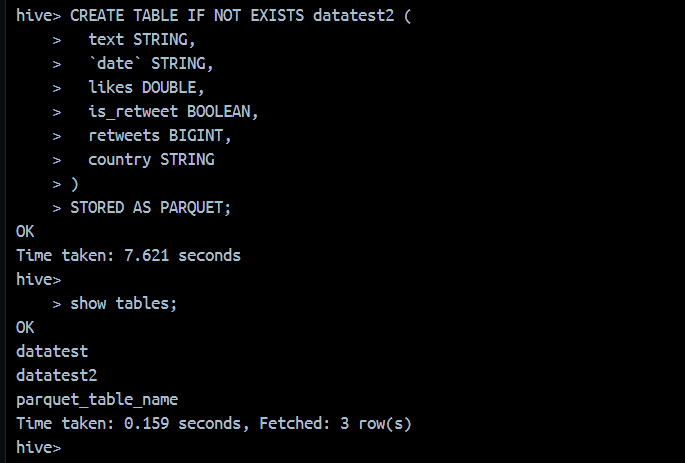 hive> CREATE TABLE IF NOT EXISTS datatest2 (
    >   text STRING,
    >   `date` STRING,
    >   likes DOUBLE,
    >   is_retweet BOOLEAN,
    >   retweets BIGINT,
    >   country STRING
    > )
    > STORED AS PARQUET;
OK
Time taken: 7.621 seconds
hive>
    > show tables;
OK
datatest
datatest2
parquet_table_name
Time taken: 0.159 seconds, Fetched: 3 row(s)
hive>